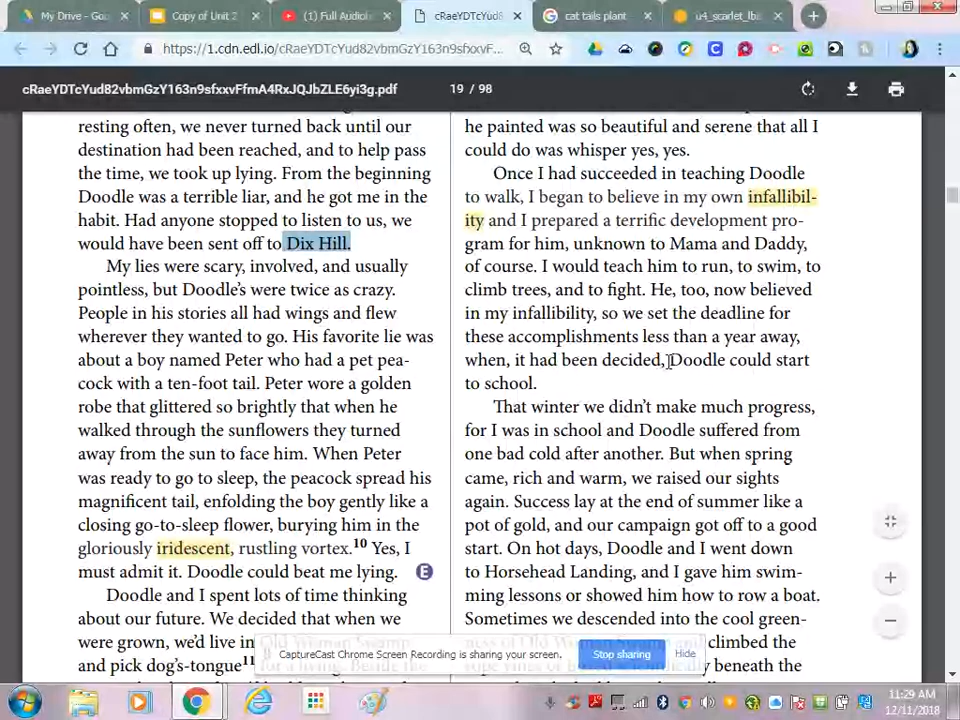 My Drive - Goo
Copy of Unit 2
(1) Full Audioi
cRaeYDTcYud8
cat tails plant
u4_scarlet_lba
https://1.cdn.edl.io/cRaeYDTcYud82vbmGzY163n9sfxxvF...
cRaeYDTcYud82vbmGzY163n9sfxxvFfmA4RxJQJbZLE6yi3g.pdf
19 / 98
resting often, we never turned back until our
destination had been reached, and to help pass
the time, we took up lying. From the beginning
Doodle was a terrible liar, and he got me in the
habit. Had anyone stopped to listen to us, we
would have been sent off to Dix Hill.
My lies were scary, involved, and usually
pointless, but Doodle's were twice as crazy.
People in his stories all had wings and flew
wherever they wanted to go. His favorite lie was
about a boy named Peter who had a pet pea-
cock with a ten-foot tail. Peter wore a golden
robe that glittered so brightly that when he
walked through the sunflowers they turned
away from the sun to face him. When Peter
was ready to go to sleep, the peacock spread his
magnificent tail, enfolding the boy gently like a
closing go-to-sleep flower, burying him in the
gloriously iridescent, rustling vortex.10 Yes, I
must admit it. Doodle could beat me lying. E
Doodle and I spent lots of time thinking
about our future. We decided that when we
were grown, we'd live in Old Woman Swamp
and pick dog's-tongue11 for a living. Beside the
he painted was so beautiful and serene that all I
could do was whisper yes, yes.
Once I had succeeded in teaching Doodle
to walk, I began to believe in my own infallibil-
ity and I prepared a terrific development pro-
gram for him, unknown to Mama and Daddy,
of course. I would teach him to run, to swim, to
climb trees, and to fight. He, too, now believed
in my infallibility, so we set the deadline for
these accomplishments less than a year away,
when, it had been decided, Doodle could start
to school.
That winter we didn't make much progress,
for I was in school and Doodle suffered from
one bad cold after another. But when spring
came, rich and warm, we raised our sights
again. Success lay at the end of summer like a
pot of gold, and our campaign got off to a good
start. On hot days, Doodle and I went down
to Horsehead Landing, and I gave him swim-
ming lessons or showed him how to row a boat.
Sometimes we descended into the cool green-
ness of Old Woman Swamp and climbed the
rope vines beneath the
CaptureCast Chrome Screen Recording is sharing your screen.
Stop sharing
Hide
11:29 AM
12/11/2018